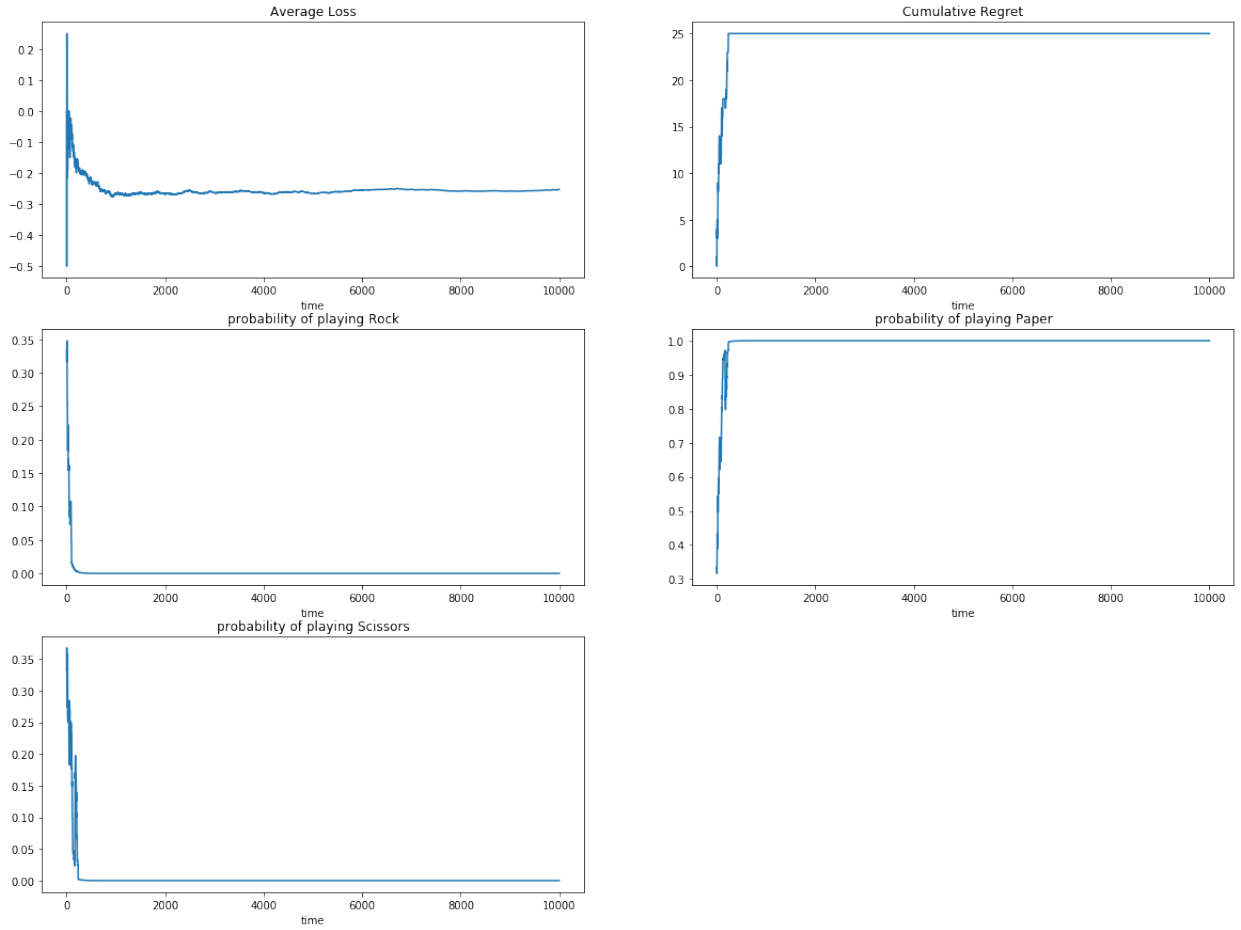 Average Loss
0.2
0.1
0.0
−0.1
−0.2
−0.3
−0.4
−0.5
0 2000 4000 6000 8000 10000
time
Cumulative Regret
25
20
15
10
5
0
0 2000 4000 6000 8000 10000
time
probability of playing Rock
0.35
0.30
0.25
0.20
0.15
0.10
0.05
0.00
0 2000 4000 6000 8000 10000
time
probability of playing Paper
1.0
0.9
0.8
0.7
0.6
0.5
0.4
0.3
0 2000 4000 6000 8000 10000
time
probability of playing Scissors
0.35
0.30
0.25
0.20
0.15
0.10
0.05
0.00
0 2000 4000 6000 8000 10000
time